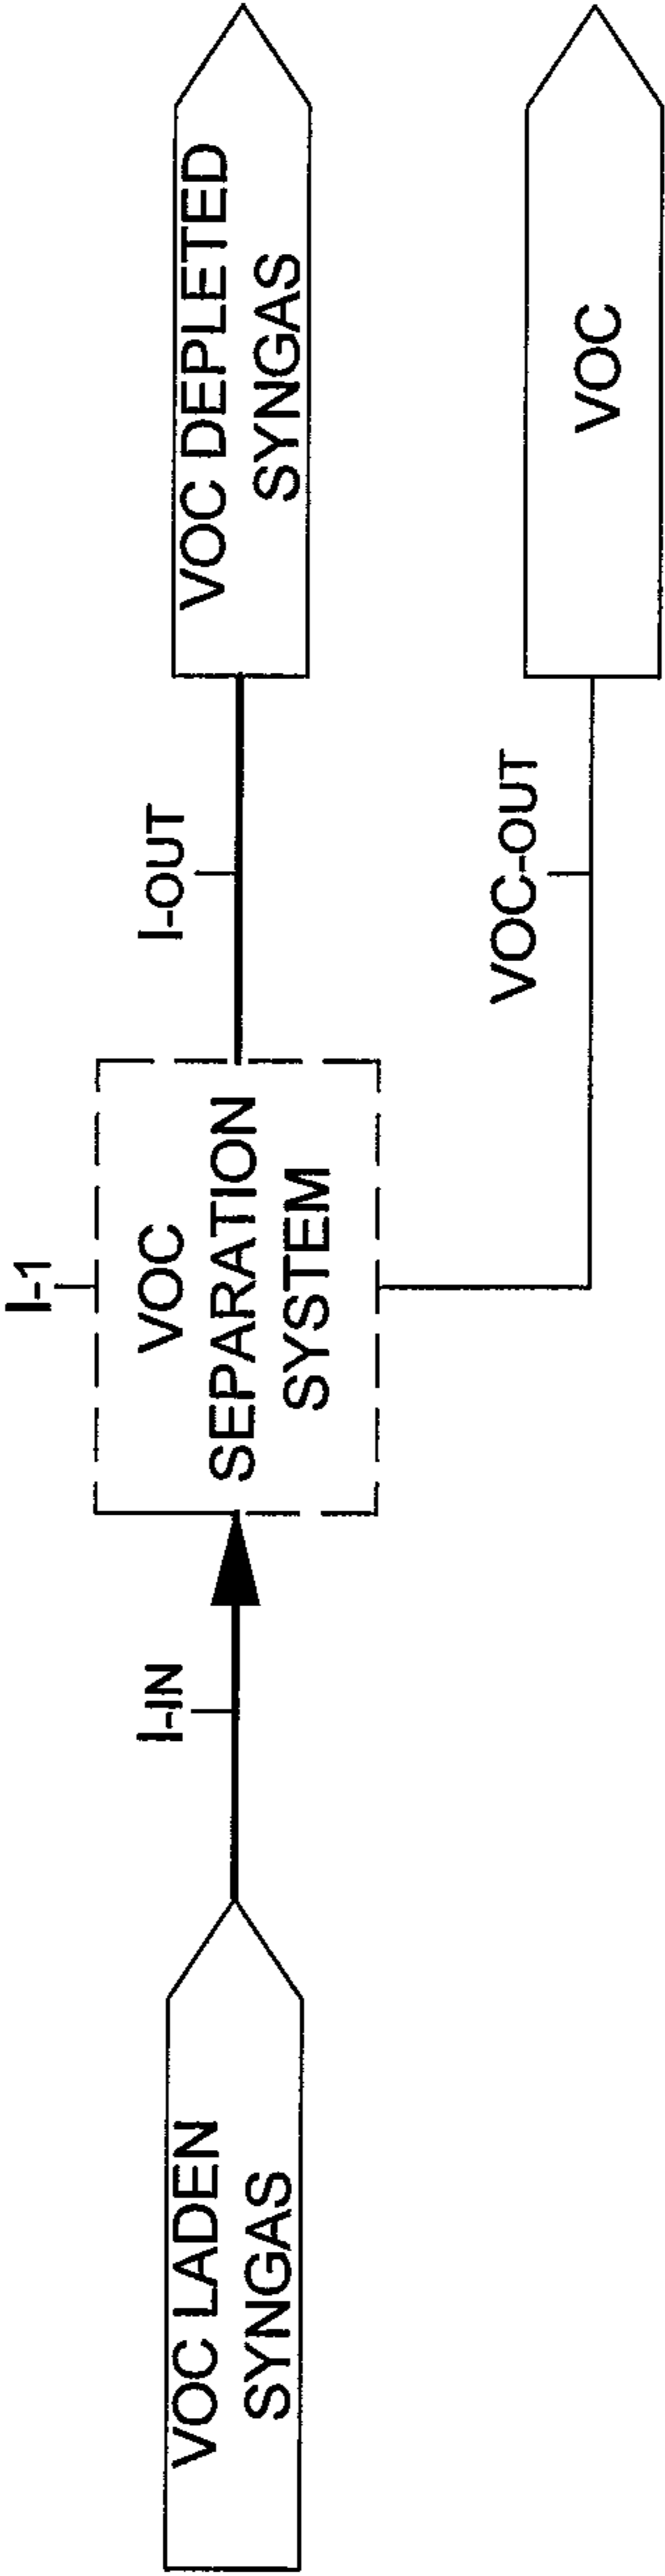 I-1
VOC LADEN
SYNGAS
I-IN
VOC
SEPARATION
SYSTEM
I-OUT
VOC DEPLETED
SYNGAS
VOC-OUT
VOC